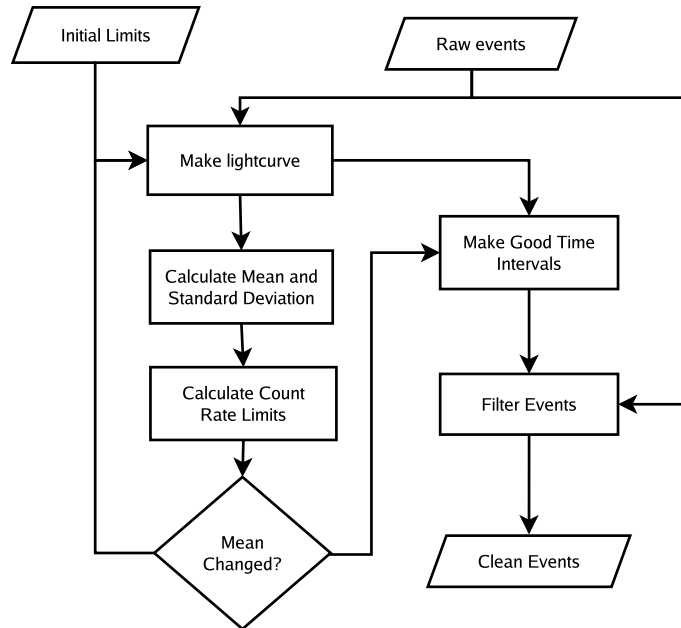 Initial Limits
Raw events
Make lightcurve
Make Good Time
Intervals
Calculate Mean and
Standard Deviation
Calculate Count
Rate Limits
Filter Events
Mean
Changed?
Clean Events